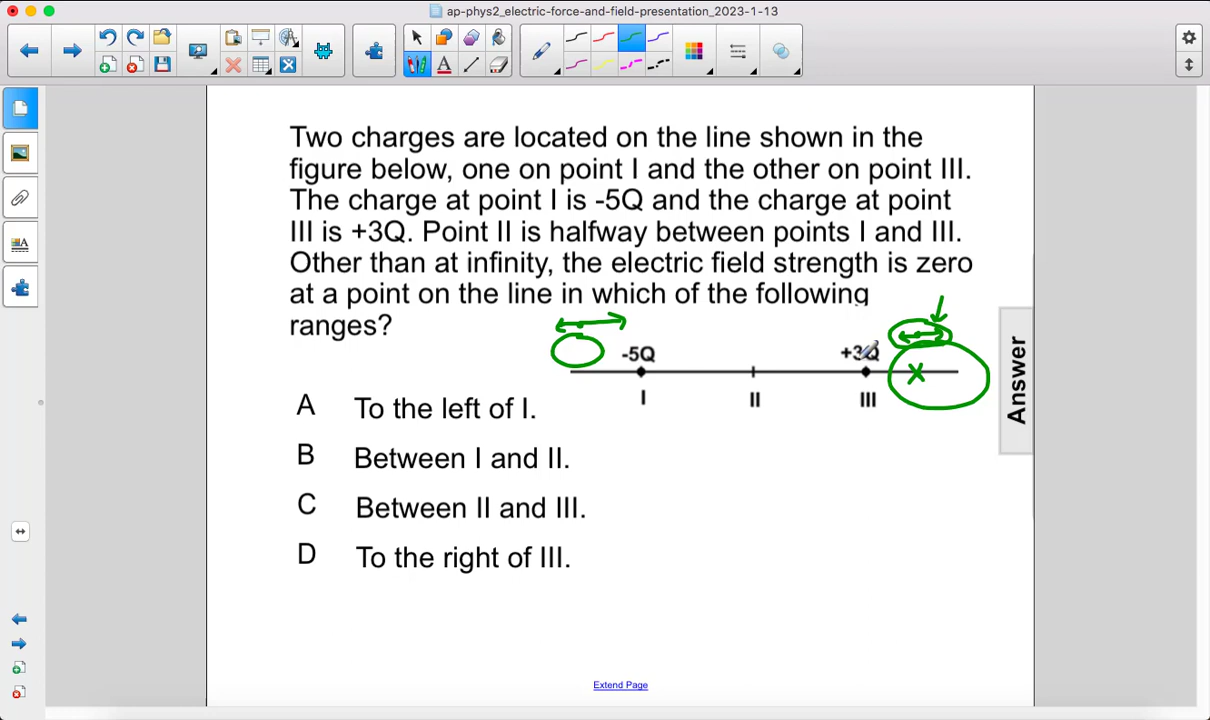 ap-phys2_electric-force-and-field-presentation_2023-1-13
Two charges are located on the line shown in the
figure below, one on point I and the other on point III.
The charge at point I is -5Q and the charge at point
III is +3Q. Point II is halfway between points I and III.
Other than at infinity, the electric field strength is zero
at a point on the line in which of the following
ranges?
-5Q +3Q
I II III
A To the left of I.
B Between I and II.
C Between II and III.
D To the right of III.
Answer
Extend Page